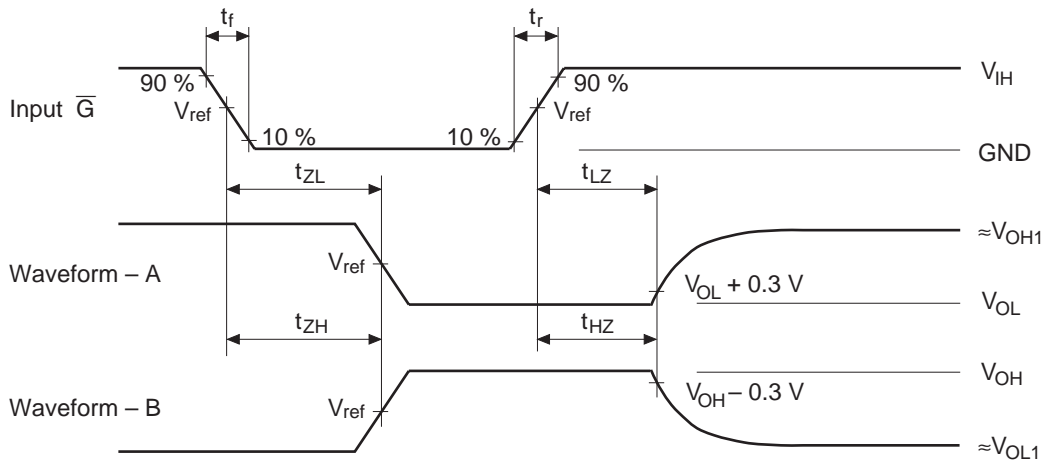 tf
tr
90 %
90 %
VIH
Input G̅
Vref
Vref
10 %
10 %
GND
tZL
tLZ
≈VOH1
Vref
Waveform – A
VOL + 0.3 V
VOL
tZH
tHZ
VOH
VOH – 0.3 V
Vref
Waveform – B
≈VOL1